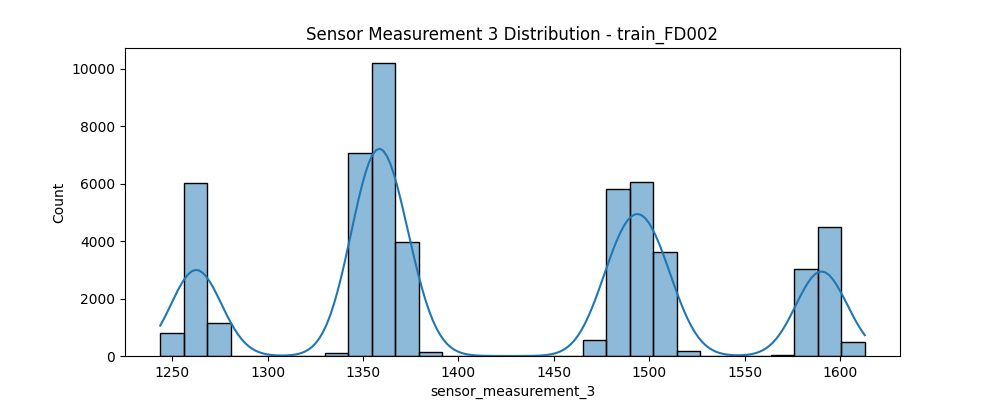 Sensor Measurement 3 Distribution - train_FD002
10000
8000
6000
4000
2000
0
Count
1250 1300 1350 1400 1450 1500 1550 1600
sensor_measurement_3